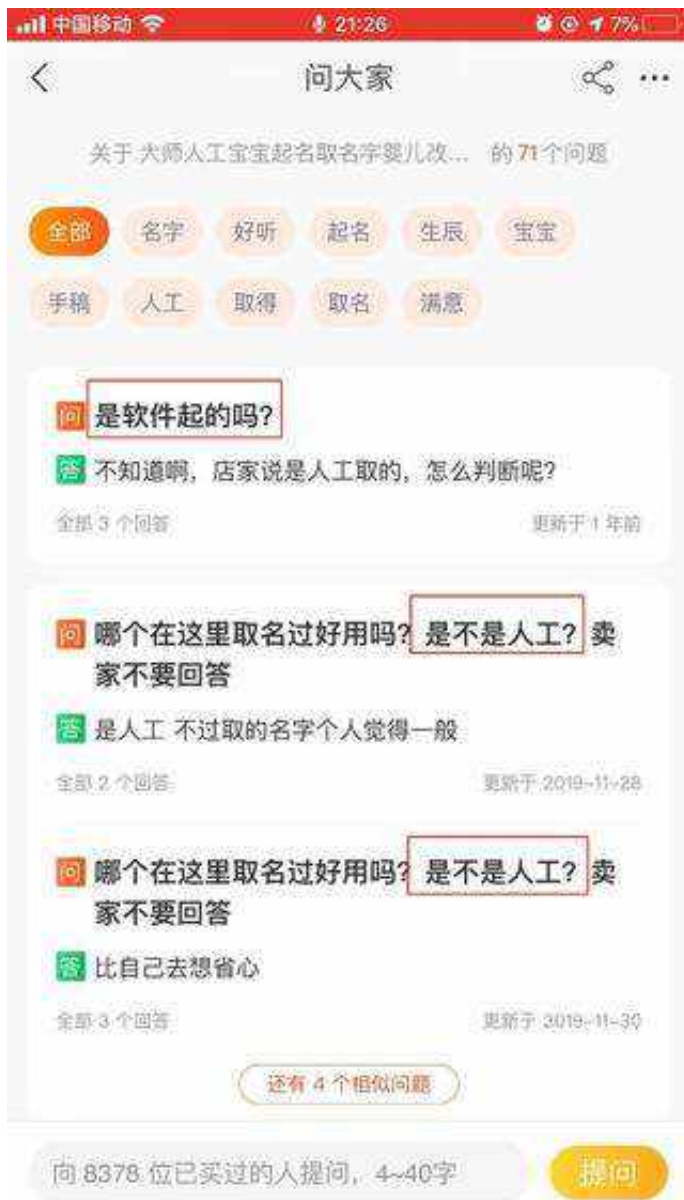 中国移动 21:26 7%
问大家
关于 大师人工宝宝起名取名字婴儿改... 的 71 个问题
全部 名字 好听 起名 生辰 宝宝
手稿 人工 取得 取名 满意
问 是软件起的吗?
答 不知道啊，店家说是人工取的，怎么判断呢?
全部 3 个回答 更新于 1 年前
问 哪个在这里取名过好用吗? 是不是人工? 卖
家不要回答
答 是人工 不过取的名字个人觉得一般
全部 2 个回答 更新于 2019-11-28
问 哪个在这里取名过好用吗? 是不是人工? 卖
家不要回答
答 比自己去想省心
全部 3 个回答 更新于 2019-11-30
还有 4 个相似问题
向 8378 位已买过的人提问，4~40字 提问